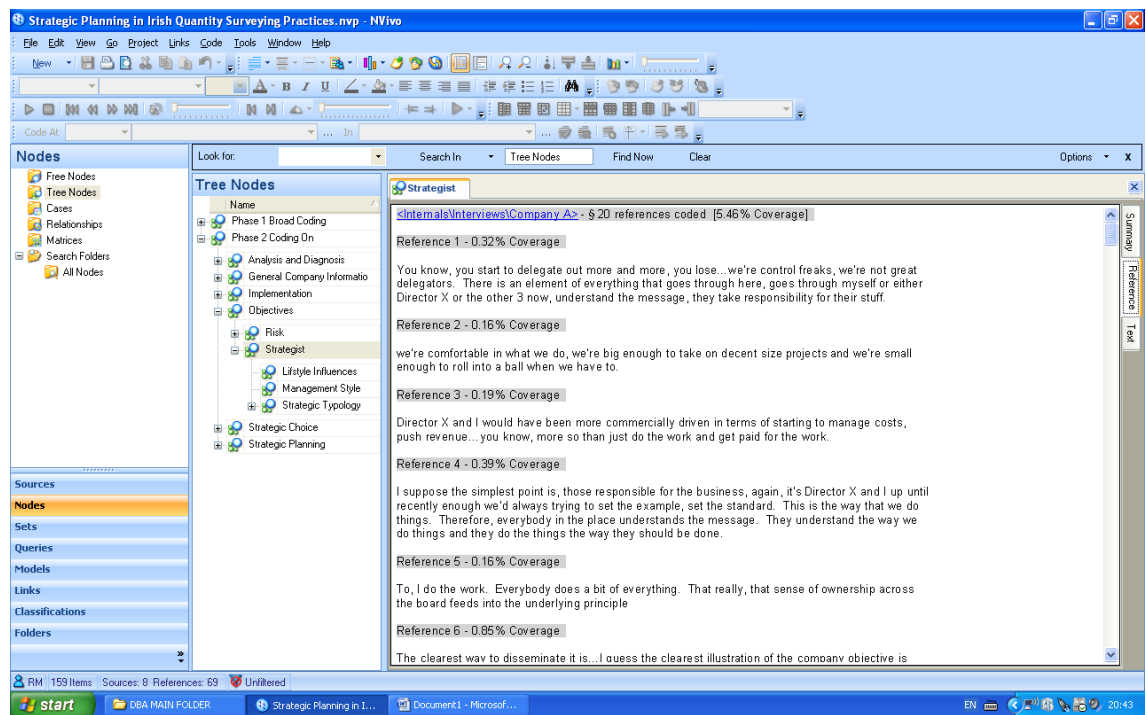 Strategic Planning in Irish Quantity Surveying Practices.nvp - NVivo
File Edit View Go Project Links Code Tools Window Help
New
A B I U
Code At ... In ...
Nodes
Free Nodes
Tree Nodes
Cases
Relationships
Matrices
Search Folders
All Nodes
Sources
Nodes
Sets
Queries
Models
Links
Classifications
Folders
Look for: Search In Tree Nodes Find Now Clear Options x
Tree Nodes
Name
Phase 1 Broad Coding
Phase 2 Coding On
Analysis and Diagnosis
General Company Informatio
Implementation
Objectives
Risk
Strategist
Lifstyle Influences
Management Style
Strategic Typology
Strategic Choice
Strategic Planning
Strategist
<Internals\Interviews\Company A> - § 20 references coded [5.46% Coverage]
Reference 1 - 0.32% Coverage
You know, you start to delegate out more and more, you lose...we're control freaks, we're not great
delegators. There is an element of everything that goes through here, goes through myself or either
Director X or the other 3 now, understand the message, they take responsibility for their stuff.
Reference 2 - 0.16% Coverage
we're comfortable in what we do, we're big enough to take on decent size projects and we're small
enough to roll into a ball when we have to.
Reference 3 - 0.19% Coverage
Director X and I would have been more commercially driven in terms of starting to manage costs,
push revenue...you know, more so than just do the work and get paid for the work.
Reference 4 - 0.39% Coverage
I suppose the simplest point is, those responsible for the business, again, it's Director X and I up until
recently enough we'd always trying to set the example, set the standard. This is the way that we do
things. Therefore, everybody in the place understands the message. They understand the way we
do things and they do the things the way they should be done.
Reference 5 - 0.16% Coverage
To, I do the work. Everybody does a bit of everything. That really, that sense of ownership across
the board feeds into the underlying principle
Reference 6 - 0.85% Coverage
The clearest way to disseminate it is...I guess the clearest illustration of the company objective is
Summary
Reference
Text
RM 159 Items Sources: 8 References: 69 Unfiltered
start DBA MAIN FOLDER Strategic Planning in I... Document1 - Microsof... EN 20:43